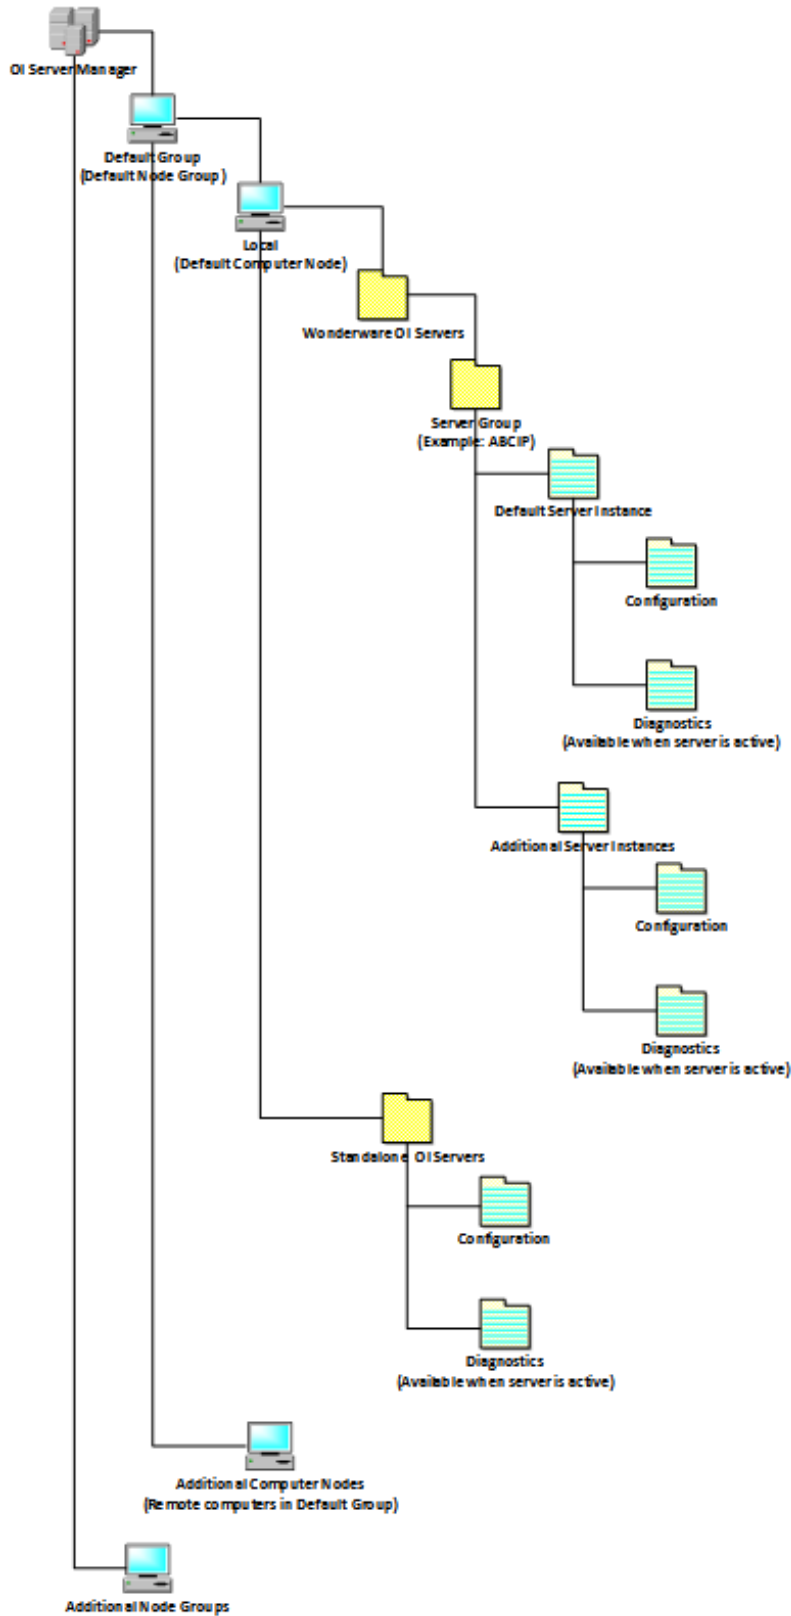 OI Server Manager
Default Group
(Default Node Group)
Local
(Default Computer Node)
Wonderware OI Servers
Server Group
(Example: ABCIP)
Default Server Instance
Configuration
Diagnostics
(Available when server is active)
Additional Server Instances
Configuration
Diagnostics
(Available when server is active)
Standalone OI Servers
Configuration
Diagnostics
(Available when server is active)
Additional Computer Nodes
(Remote computers in Default Group)
Additional Node Groups